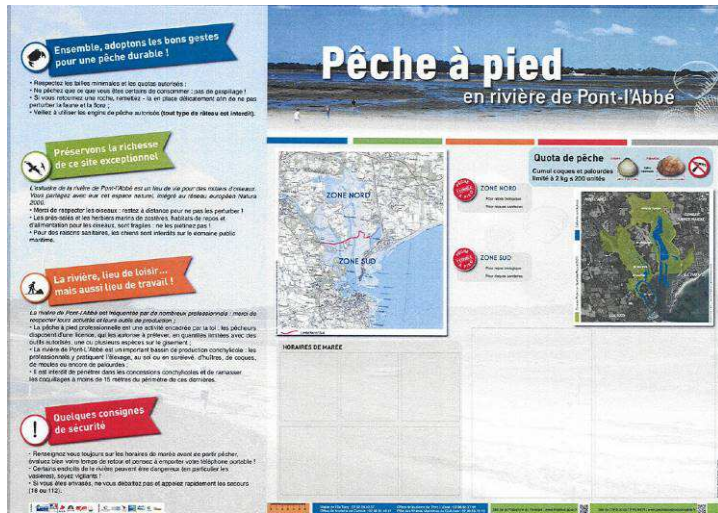 Ensemble, adoptons les bons gestes
pour une pêche durable !
• Respectez les tailles minimales et les quotas autorisés ;
• Ne pêchez que ce que vous êtes certains de consommer : pas de gaspillage !
• Si vous retournez une roche, remettez - la en place délicatement afin de ne pas
perturber la faune et la flore ;
• Veillez à utiliser les engins de pêche autorisés (tout type de râteau est interdit).
Préservons la richesse
de ce site exceptionnel
L'estuaire de la rivière de Pont-l'Abbé est un lieu de vie pour des milliers d'oiseaux.
Vous partagez avec eux cet espace naturel, intégré au réseau européen Natura
2000.
• Merci de respecter les oiseaux : restez à distance pour ne pas les perturber !
• Les prés-salés et les herbiers marins de zostères, habitats de repos et
d'alimentation pour les oiseaux, sont fragiles : ne les piétinez pas !
• Pour des raisons sanitaires, les chiens sont interdits sur le domaine public
maritime.
La rivière, lieu de loisir...
mais aussi lieu de travail !
La rivière de Pont-l'Abbé est fréquentée par de nombreux professionnels : merci de
respecter leurs activités et leurs outils de production ;
• La pêche à pied professionnelle est une activité encadrée par la loi : les pêcheurs
disposent d'une licence, qui les autorise à prélever, en quantités limitées avec des
outils autorisés, une ou plusieurs espèces sur le gisement ;
• La rivière de Pont-L'Abbé est un important bassin de production conchylicole : les
professionnels y pratiquent l'élevage, au sol ou en surélevé, d'huîtres, de coques,
de moules ou encore de palourdes ;
• Il est interdit de pénétrer dans les concessions conchylicoles et de ramasser
les coquillages à moins de 15 mètres du périmètre de ces dernières.
Quelques consignes
de sécurité
• Renseignez vous toujours sur les horaires de marée avant de partir pêcher,
évaluez bien votre temps de retour et pensez à emporter votre téléphone portable !
• Certains endroits de la rivière peuvent être dangereux (en particulier les
vasières), soyez vigilants !
• Si vous êtes envasés, ne vous débattez pas et appelez rapidement les secours
(18 ou 112).
Pêche à pied
en rivière de Pont-l'Abbé
ZONE NORD
ZONE SUD
ZONE NORD
ZONE SUD
Quota de pêche
Cumul coques et palourdes
limité à 2 kg ≤ 200 unités
HORAIRES DE MARÉE